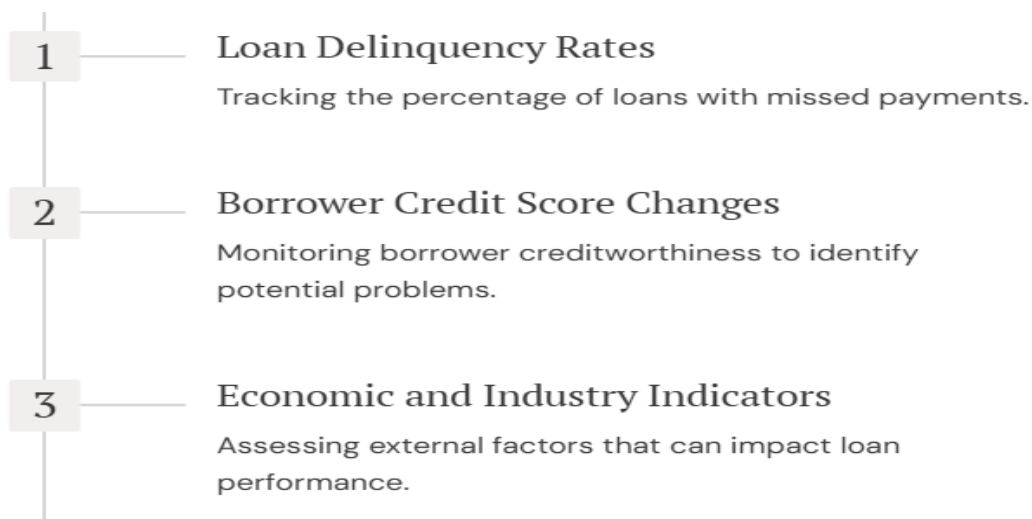 1
Loan Delinquency Rates
Tracking the percentage of loans with missed payments.
2
Borrower Credit Score Changes
Monitoring borrower creditworthiness to identify
potential problems.
3
Economic and Industry Indicators
Assessing external factors that can impact loan
performance.